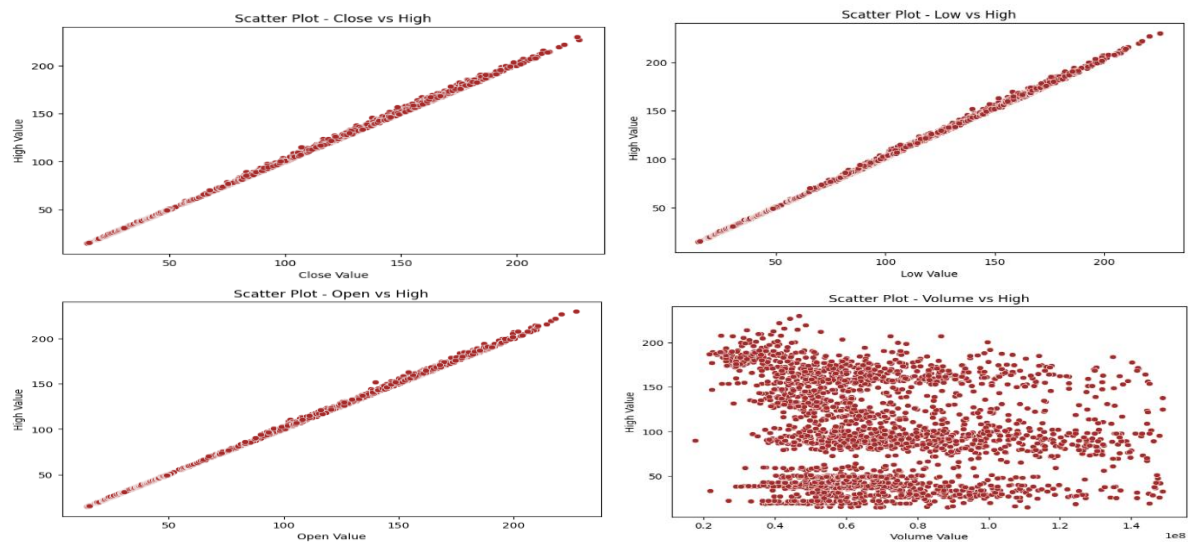 Scatter Plot - Close vs High
High Value
200
150
100
50
50 100 150 200
Close Value
Scatter Plot - Low vs High
High Value
200
150
100
50
50 100 150 200
Low Value
Scatter Plot - Open vs High
High Value
200
150
100
50
50 100 150 200
Open Value
Scatter Plot - Volume vs High
High Value
200
150
100
50
0
0.2 0.4 0.6 0.8 1.0 1.2 1.4
1e8
Volume Value